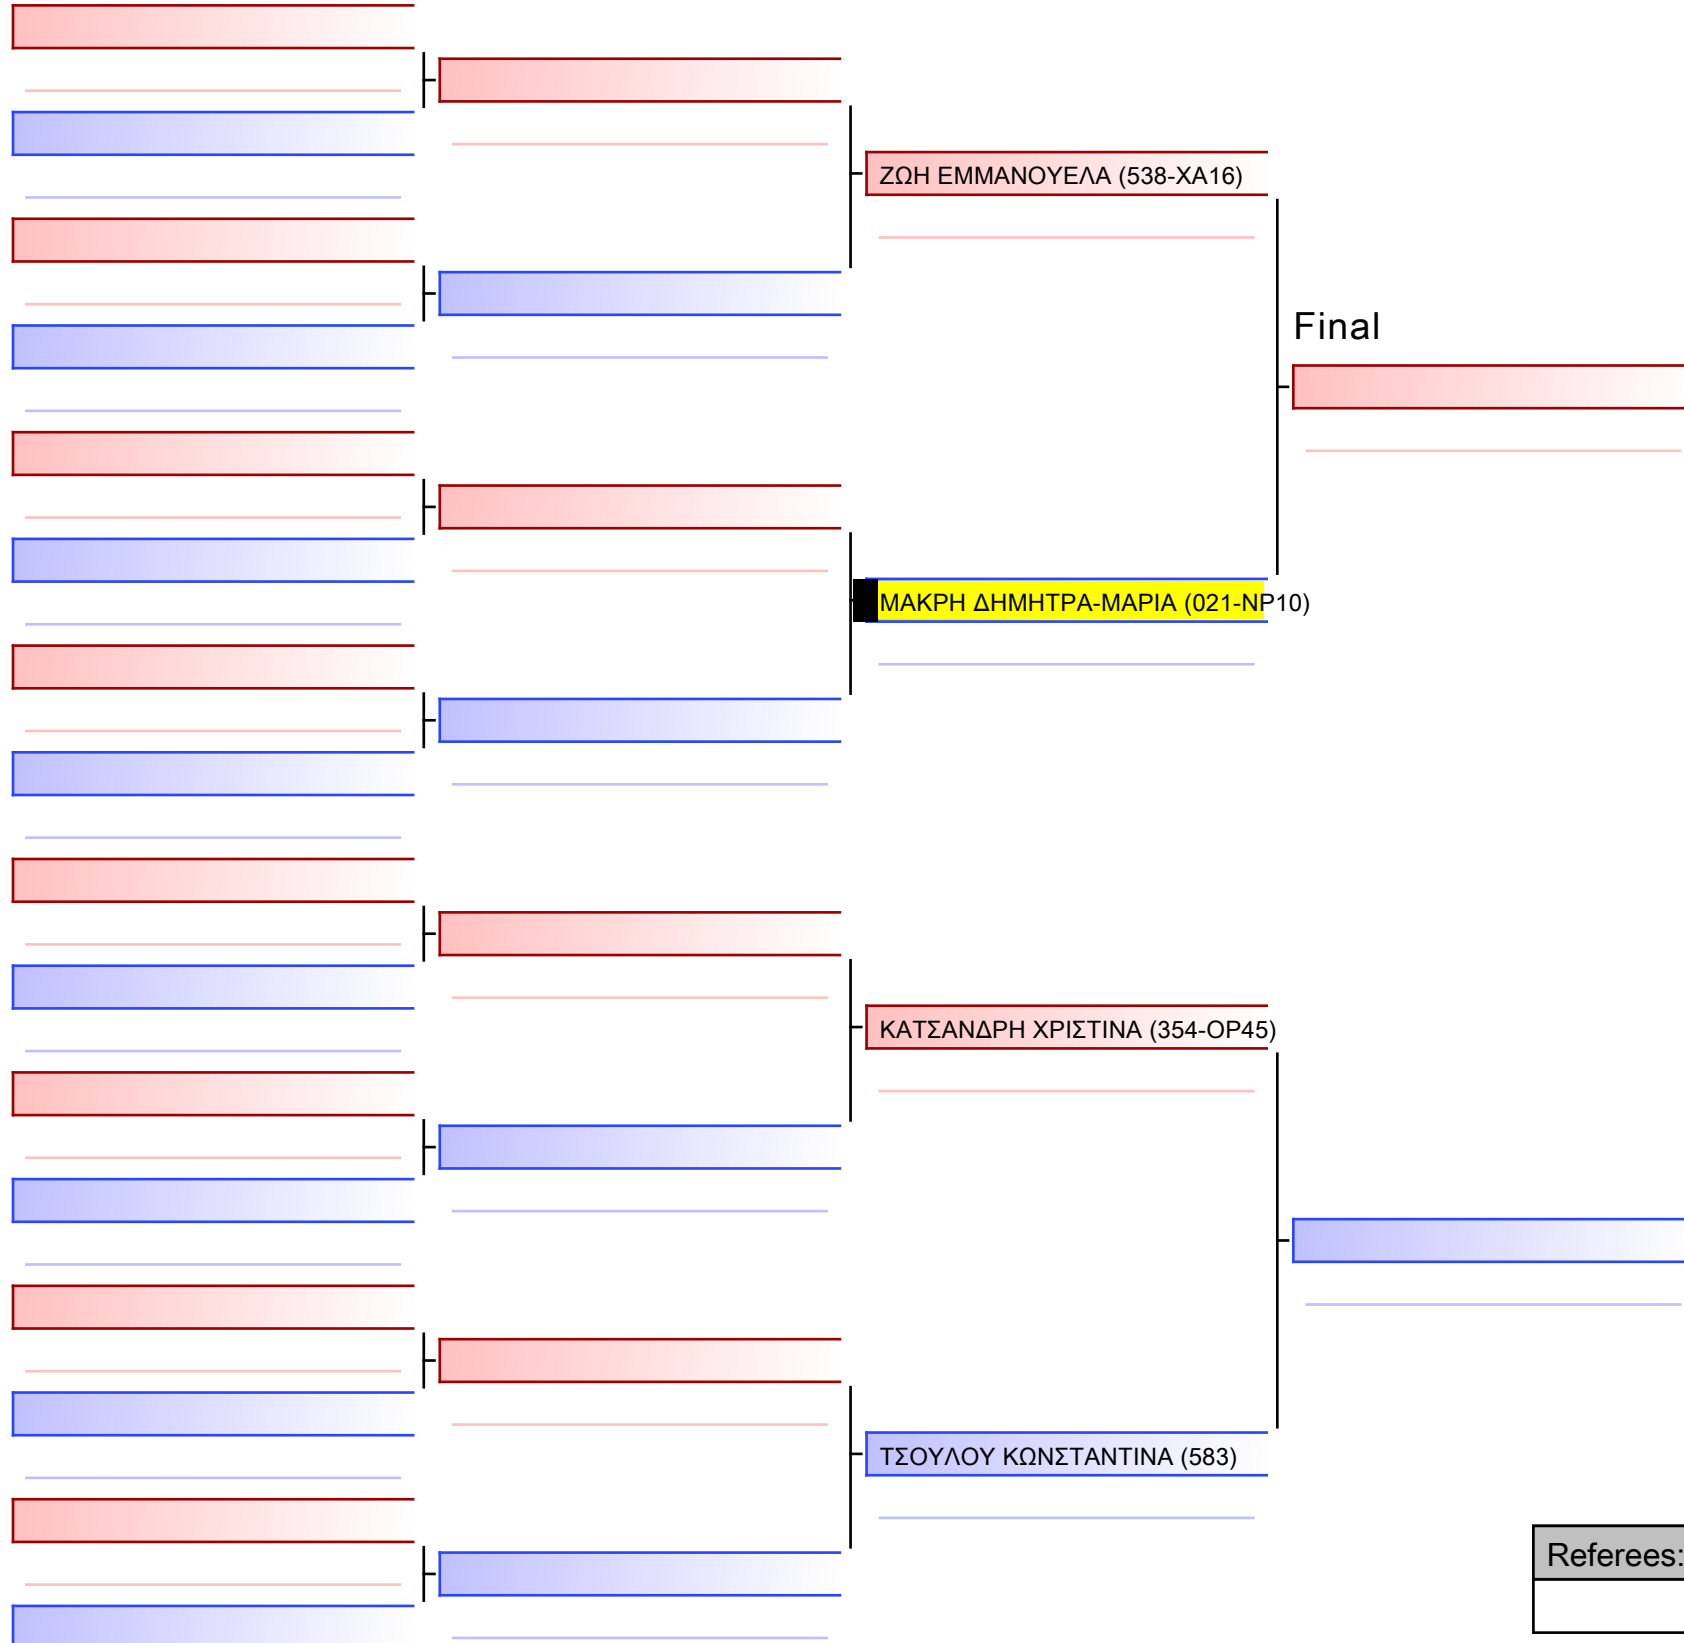 ΖΩΗ ΕΜΜΑΝΟΥΕΛΑ (538-ΧΑ16)
Final
ΜΑΚΡΗ ΔΗΜΗΤΡΑ-ΜΑΡΙΑ (021-ΝΡ10)
ΚΑΤΣΑΝΔΡΗ ΧΡΙΣΤΙΝΑ (354-ΟΡ45)
ΤΣΟΥΛΟΥ ΚΩΝΣΤΑΝΤΙΝΑ (583)
Referees: